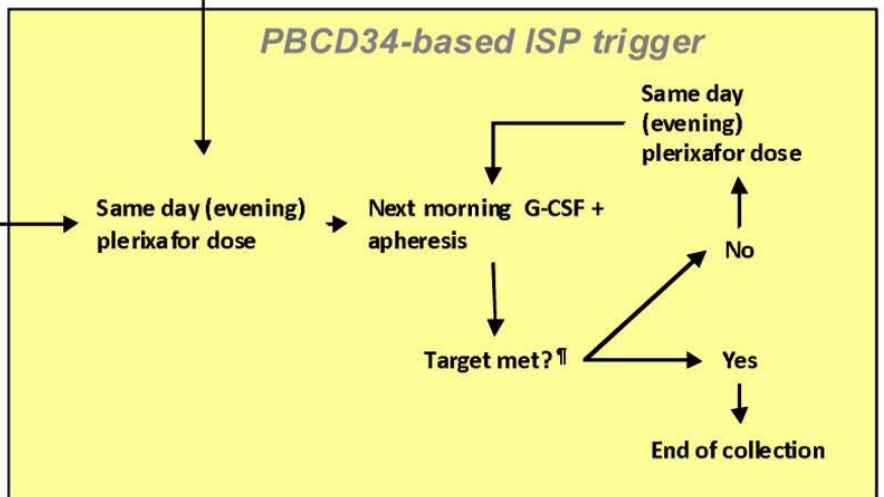 PBCD34-based ISP trigger
Same day
(evening)
plerixafor dose
Same day (evening)
plerixafor dose
Next morning G-CSF +
apheresis
No
Target met?¶
Yes
End of collection